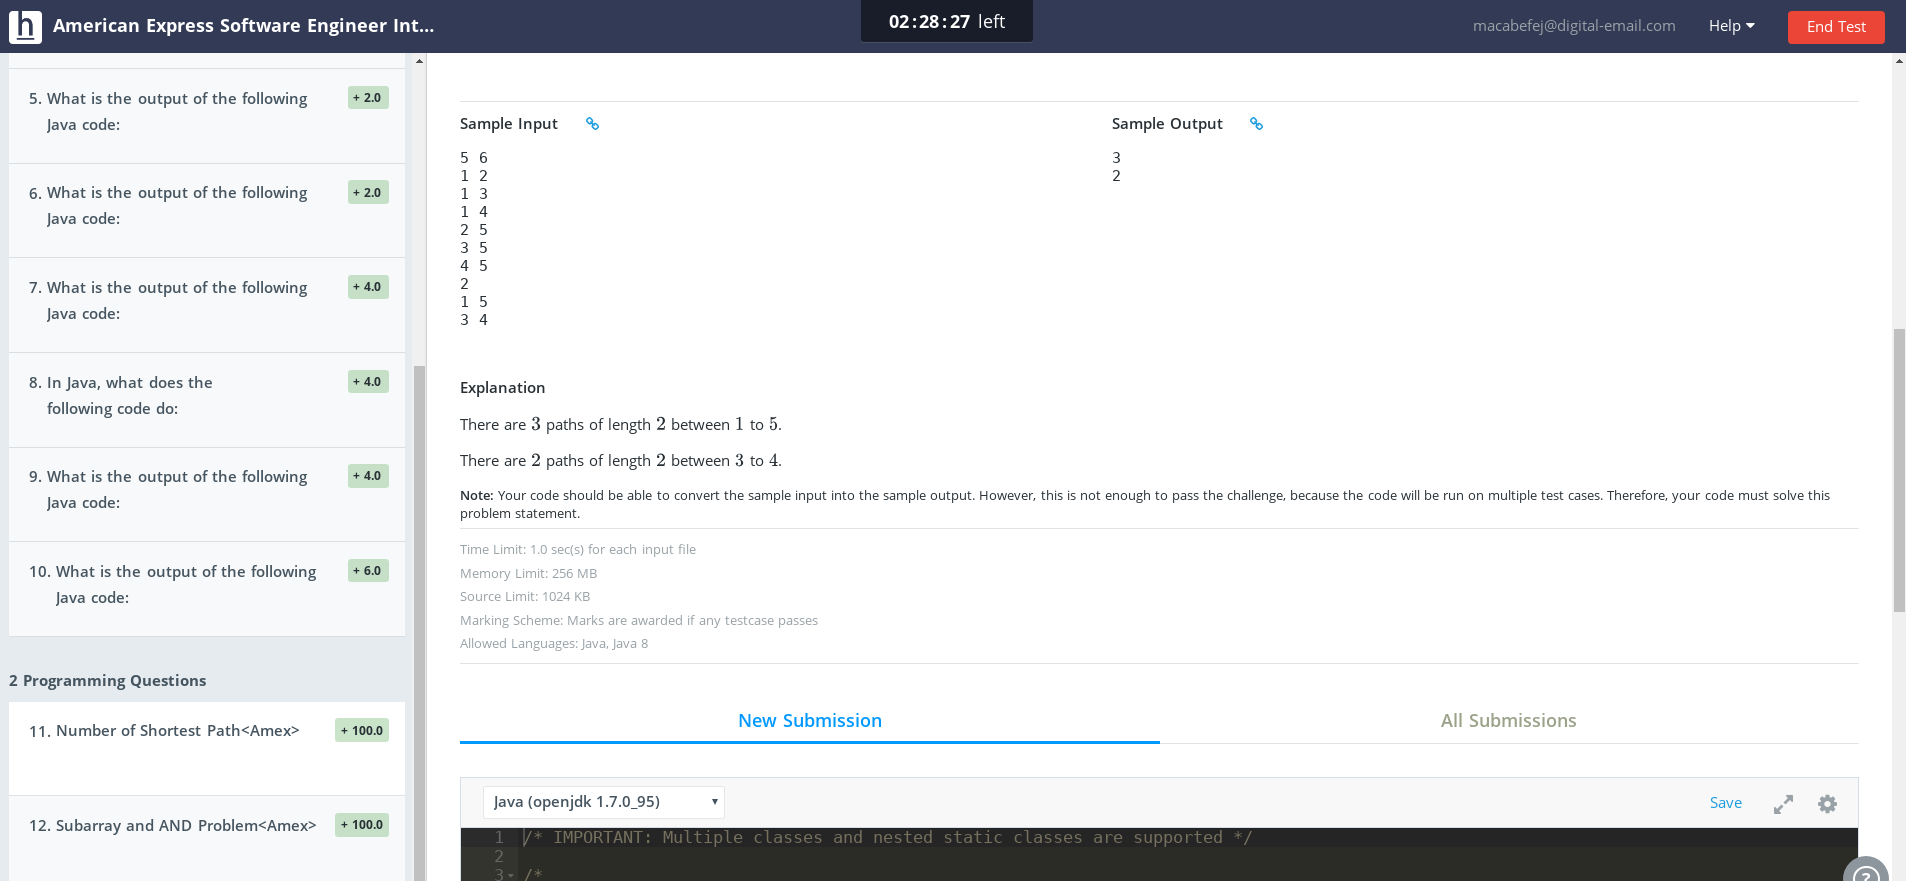 h American Express Software Engineer Int...
02:28:27 left
macabefej@digital-email.com
Help
End Test
5. What is the output of the following
Java code:
+ 2.0
6. What is the output of the following
Java code:
+ 2.0
7. What is the output of the following
Java code:
+ 4.0
8. In Java, what does the
following code do:
+ 4.0
9. What is the output of the following
Java code:
+ 4.0
10. What is the output of the following
Java code:
+ 6.0
2 Programming Questions
11. Number of Shortest Path<Amex>
+ 100.0
12. Subarray and AND Problem<Amex>
+ 100.0
Sample Input
5 6
1 2
1 3
1 4
2 5
3 5
4 5
2
1 5
3 4
Sample Output
3
2
Explanation
There are 3 paths of length 2 between 1 to 5.
There are 2 paths of length 2 between 3 to 4.
Note: Your code should be able to convert the sample input into the sample output. However, this is not enough to pass the challenge, because the code will be run on multiple test cases. Therefore, your code must solve this
problem statement.
Time Limit: 1.0 sec(s) for each input file
Memory Limit: 256 MB
Source Limit: 1024 KB
Marking Scheme: Marks are awarded if any testcase passes
Allowed Languages: Java, Java 8
New Submission
All Submissions
Java (openjdk 1.7.0_95)
Save
1 /* IMPORTANT: Multiple classes and nested static classes are supported */
2
3 /*
?